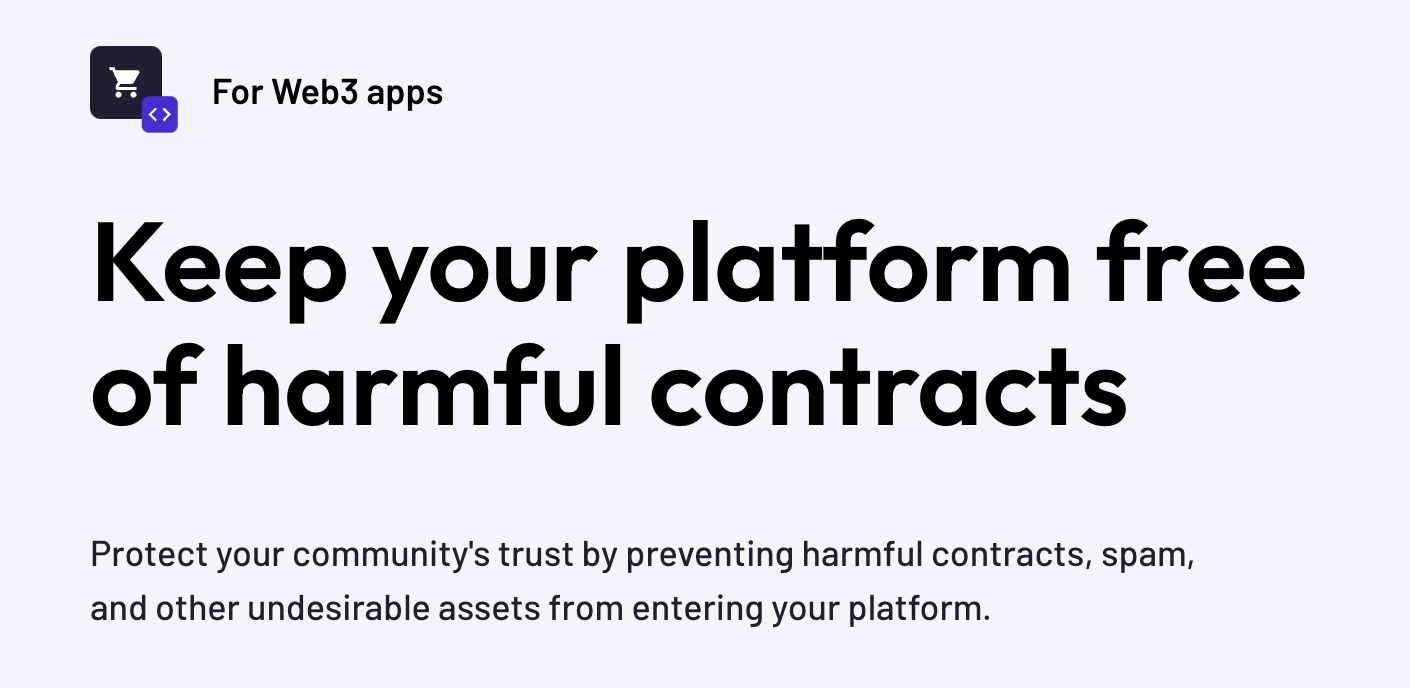 For Web3 apps
Keep your platform free
of harmful contracts
Protect your community's trust by preventing harmful contracts, spam,
and other undesirable assets from entering your platform.